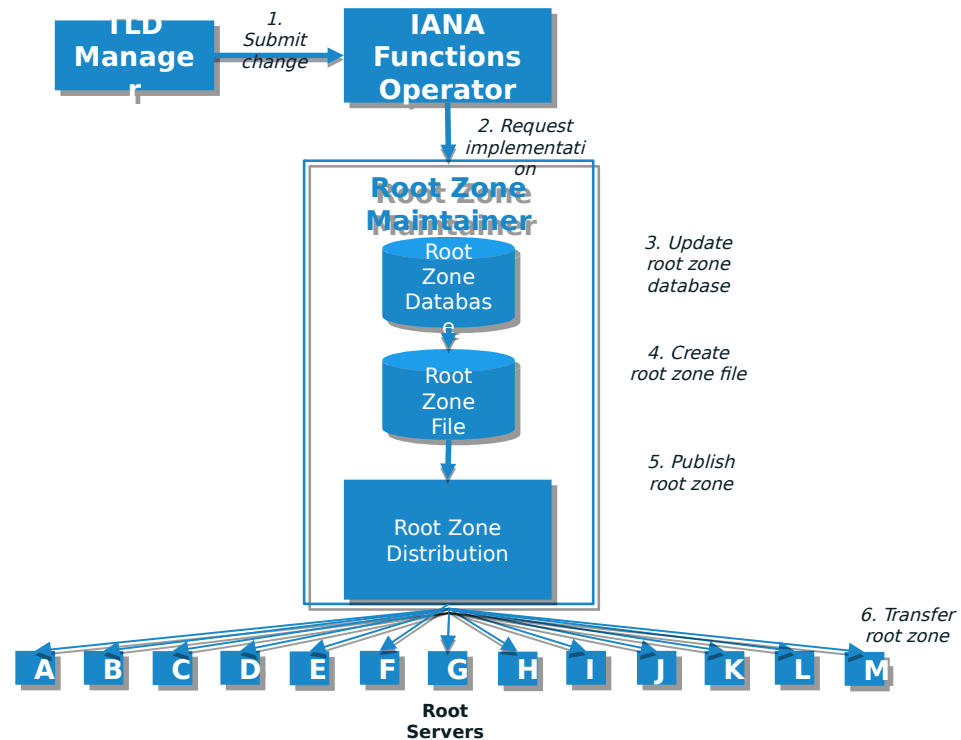 TLD
Manage
r
1.
Submit
change
IANA
Functions
Operator
2. Request
implementati
on
Root Zone
Maintainer
Root
Zone
Databas
e
3. Update
root zone
database
Root
Zone
File
4. Create
root zone file
5. Publish
root zone
Root Zone
Distribution
6. Transfer
root zone
A B C D E F G H I J K L M
Root
Servers